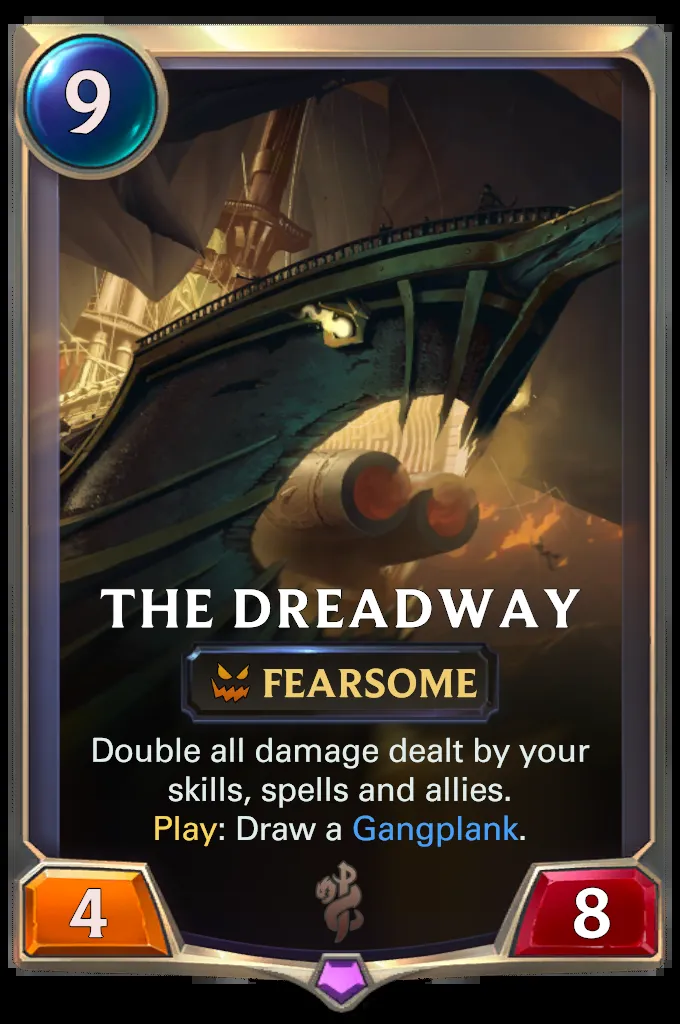 9
THE DREADWAY
FEARSOME
Double all damage dealt by your
skills, spells and allies.
Play: Draw a Gangplank.
4
8